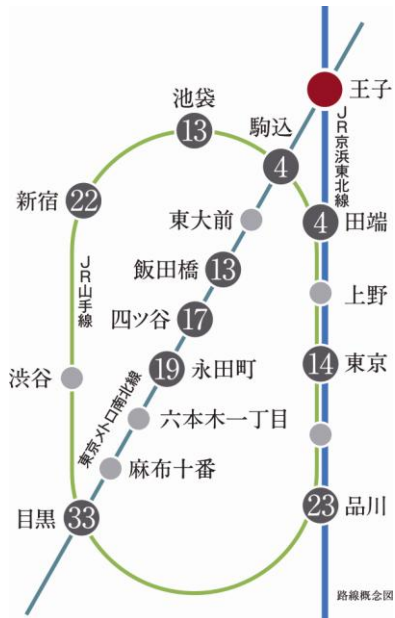 王子
JR京浜東北線
池袋
13
駒込
4
新宿
22
東大前
4
田端
飯田橋
13
上野
JR山手線
四ツ谷
17
19
永田町
14
東京
渋谷
東京メトロ南北線
六本木一丁目
麻布十番
目黒
33
23
品川
路線概念図